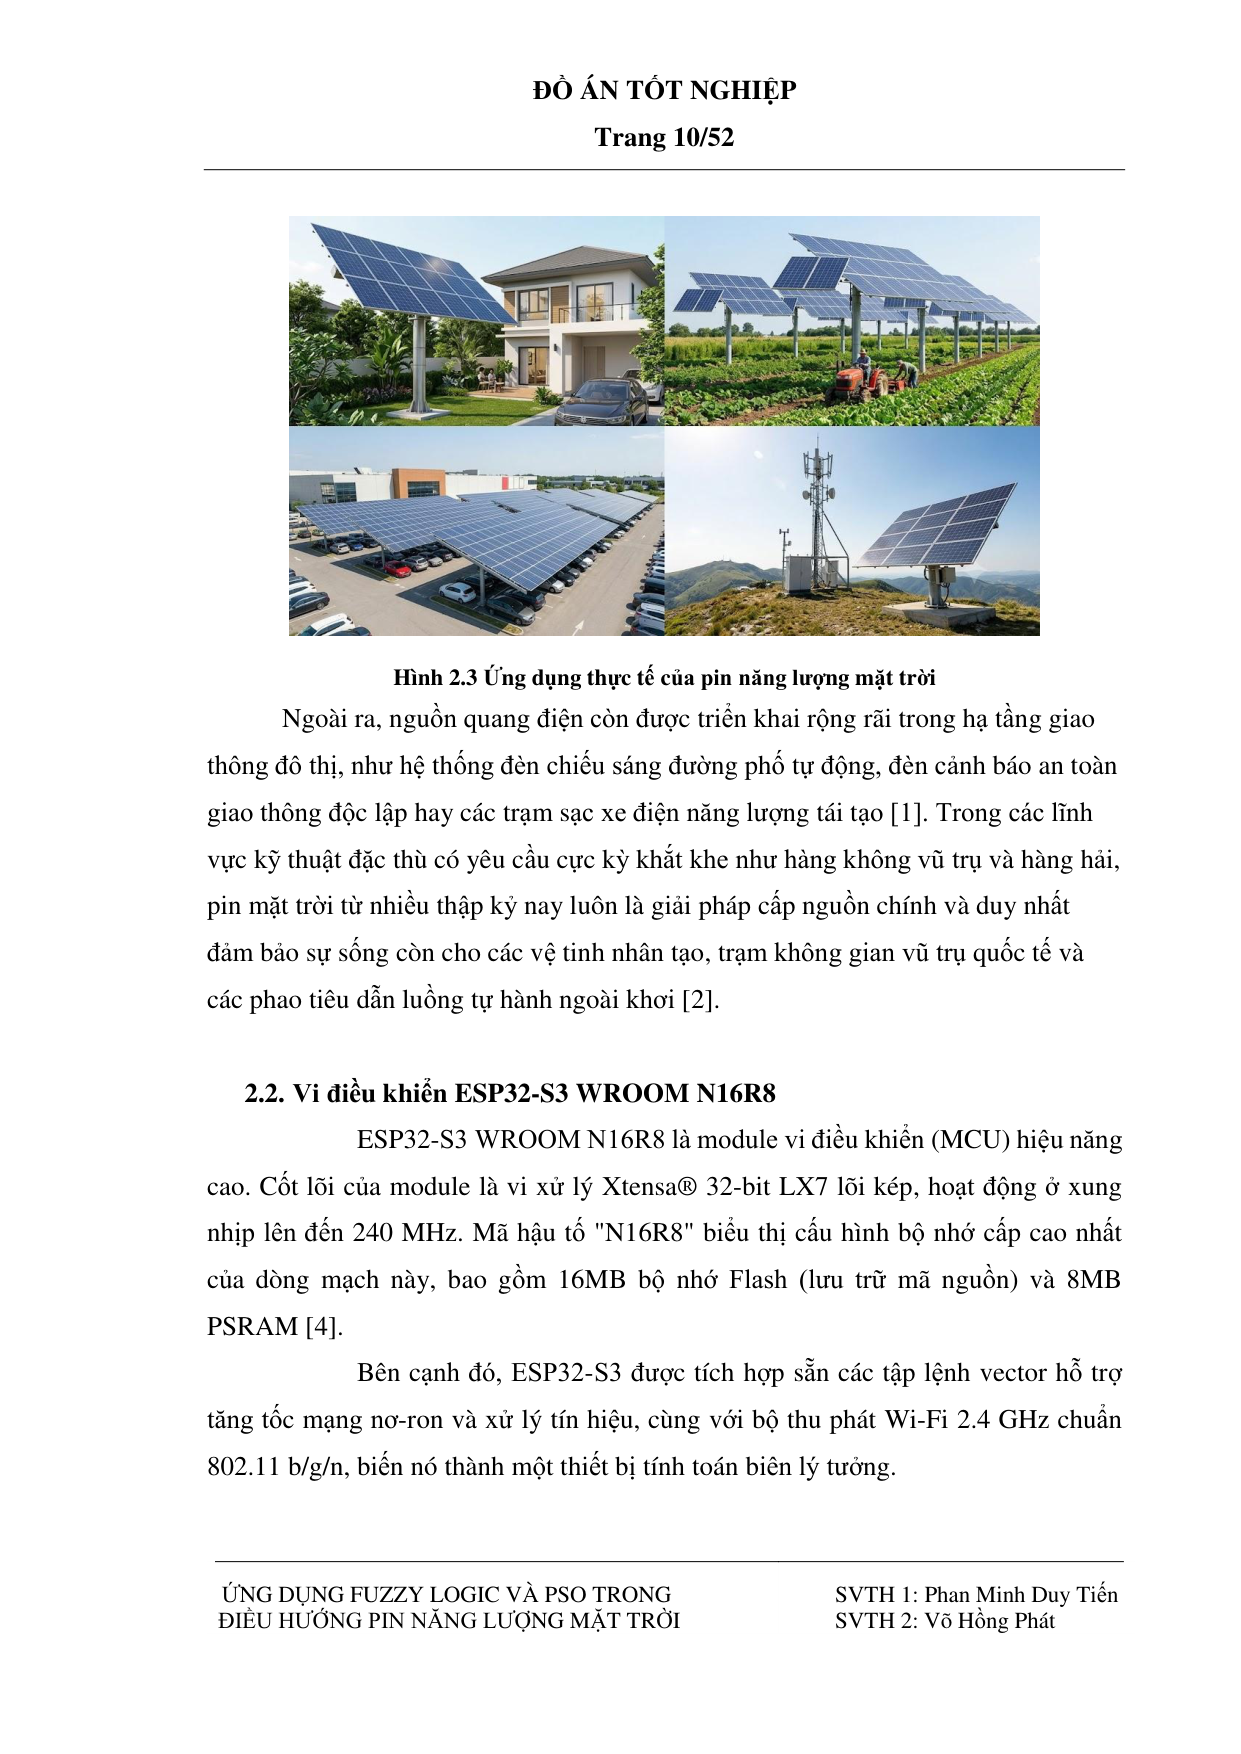 ĐỒ ÁN TỐT NGHIỆP
Trang 10/52
Hình 2.3 Ứng dụng thực tế của pin năng lượng mặt trời
Ngoài ra, nguồn quang điện còn được triển khai rộng rãi trong hạ tầng giao
thông đô thị, như hệ thống đèn chiếu sáng đường phố tự động, đèn cảnh báo an toàn
giao thông độc lập hay các trạm sạc xe điện năng lượng tái tạo [1]. Trong các lĩnh
vực kỹ thuật đặc thù có yêu cầu cực kỳ khắt khe như hàng không vũ trụ và hàng hải,
pin mặt trời từ nhiều thập kỷ nay luôn là giải pháp cấp nguồn chính và duy nhất
đảm bảo sự sống còn cho các vệ tinh nhân tạo, trạm không gian vũ trụ quốc tế và
các phao tiêu dẫn luồng tự hành ngoài khơi [2].
2.2. Vi điều khiển ESP32-S3 WROOM N16R8
ESP32-S3 WROOM N16R8 là module vi điều khiển (MCU) hiệu năng
cao. Cốt lõi của module là vi xử lý Xtensa® 32-bit LX7 lõi kép, hoạt động ở xung
nhịp lên đến 240 MHz. Mã hậu tố "N16R8" biểu thị cấu hình bộ nhớ cấp cao nhất
của dòng mạch này, bao gồm 16MB bộ nhớ Flash (lưu trữ mã nguồn) và 8MB
PSRAM [4].
Bên cạnh đó, ESP32-S3 được tích hợp sẵn các tập lệnh vector hỗ trợ
tăng tốc mạng nơ-ron và xử lý tín hiệu, cùng với bộ thu phát Wi-Fi 2.4 GHz chuẩn
802.11 b/g/n, biến nó thành một thiết bị tính toán biên lý tưởng.
ỨNG DỤNG FUZZY LOGIC VÀ PSO TRONG
ĐIỀU HƯỚNG PIN NĂNG LƯỢNG MẶT TRỜI
SVTH 1: Phan Minh Duy Tiến
SVTH 2: Võ Hồng Phát